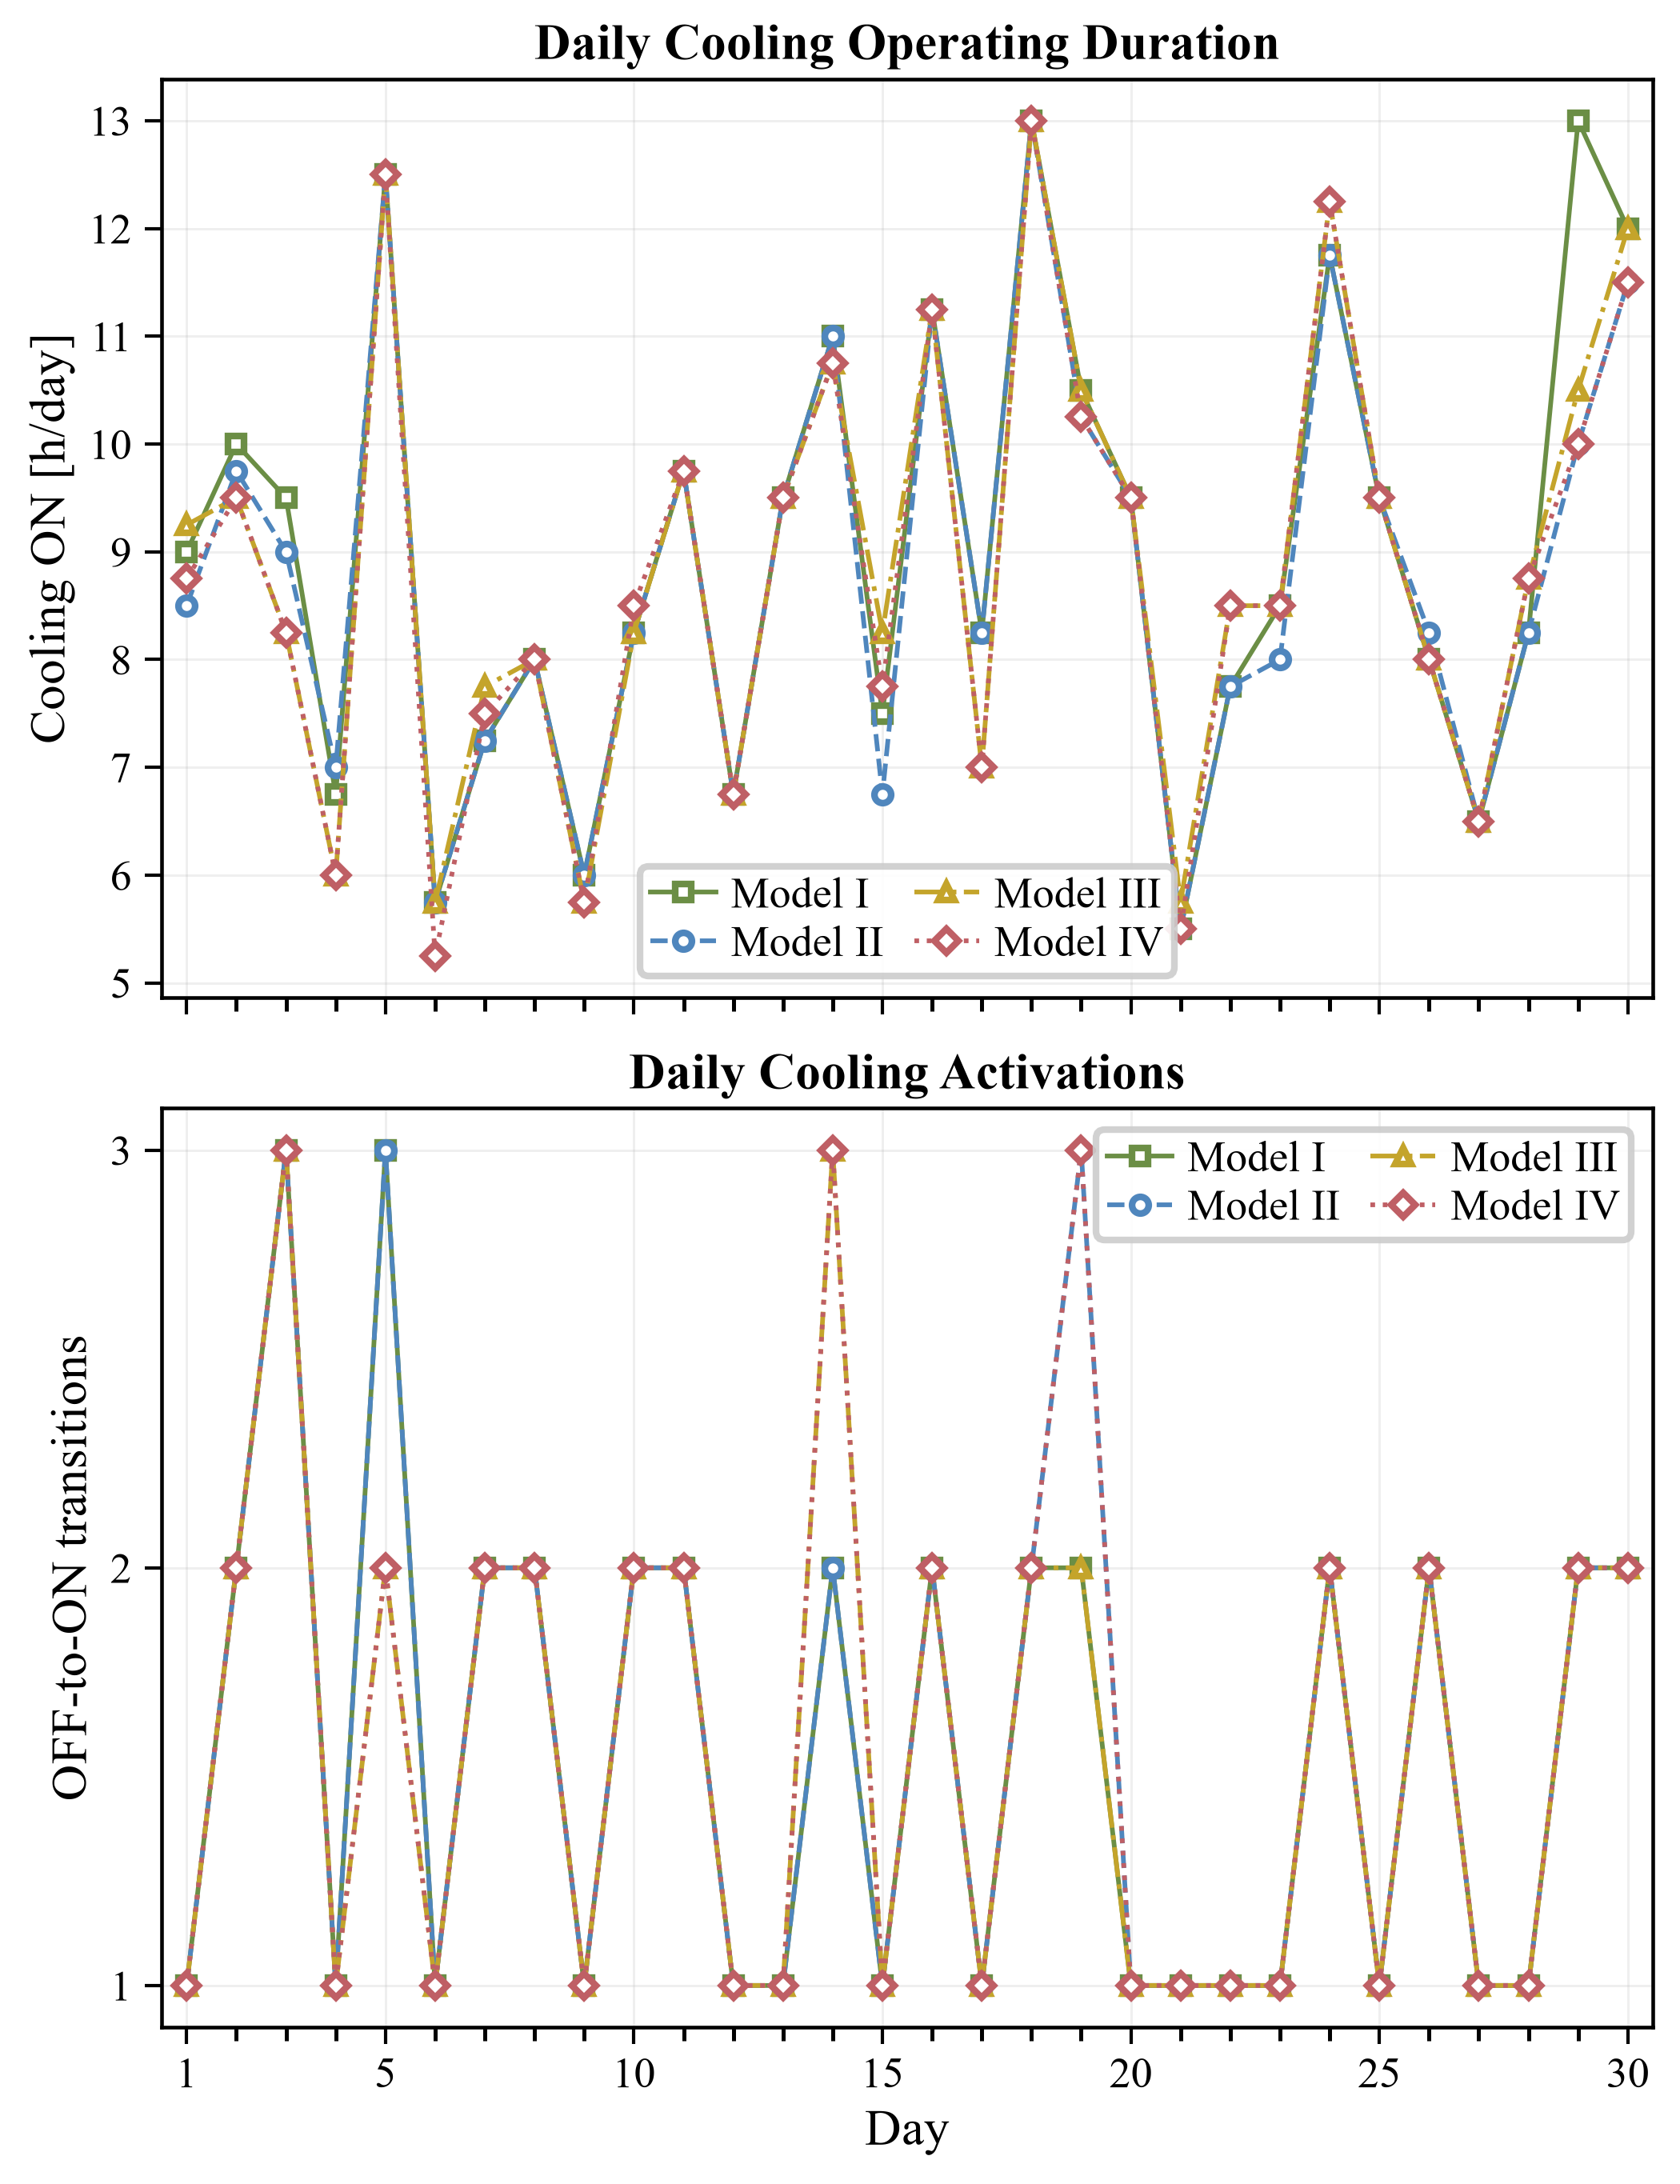 Daily Cooling Operating Duration
13
12
11
10
9
8
7
6
5
Cooling ON [h/day]
Model I
Model III
Model II
Model IV
Daily Cooling Activations
3
2
1
OFF-to-ON transitions
Model I
Model III
Model II
Model IV
1
5
10
15
20
25
30
Day